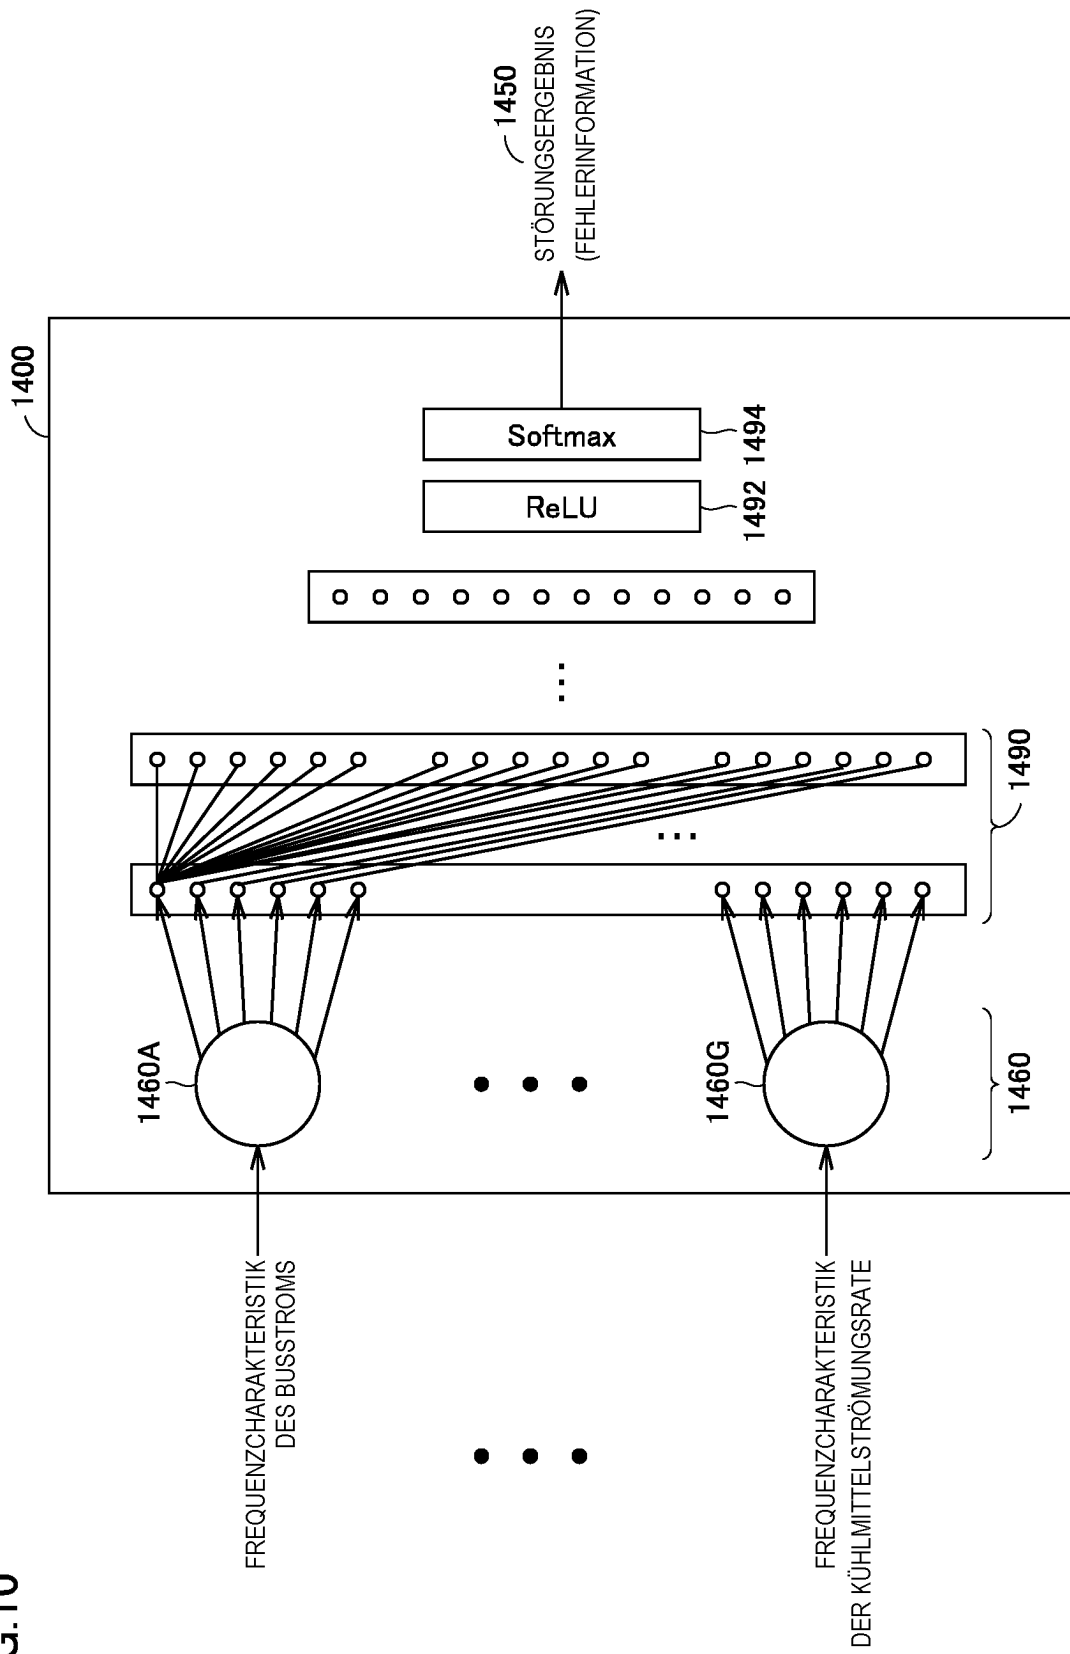 1400
1450
STÖRUNGSERGEBNIS
(FEHLERINFORMATION)
Softmax
1494
ReLU
1492
1490
1460A
1460G
1460
FREQUENZCHARAKTERISTIK
DES BUSSTROMS
FREQUENZCHARAKTERISTIK
DER KÜHLMITTELSTRÖMUNGSRATE